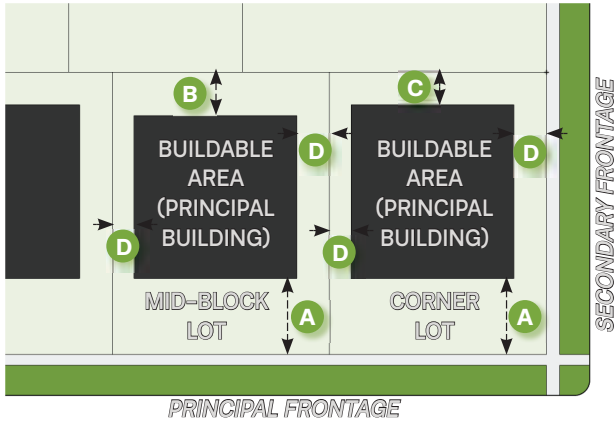 B
C
BUILDABLE
AREA
(PRINCIPAL
BUILDING)
D
BUILDABLE
AREA
(PRINCIPAL
BUILDING)
D
D
D
MID-BLOCK
LOT
A
CORNER
LOT
A
SECONDARY FRONTAGE
PRINCIPAL FRONTAGE